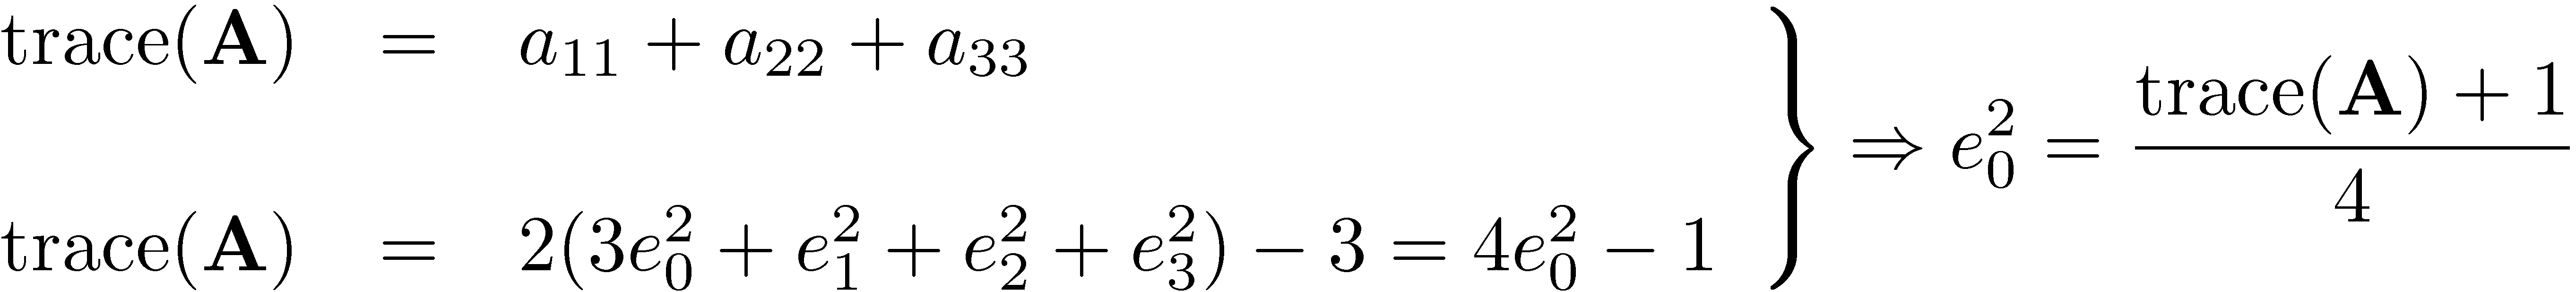 trace(𝐀) = a₁₁ + a₂₂ + a₃₃
trace(𝐀) = 2(3e₀² + e₁² + e₂² + e₃²) − 3 = 4e₀² − 1
} ⇒ e₀² = (trace(𝐀) + 1) / 4